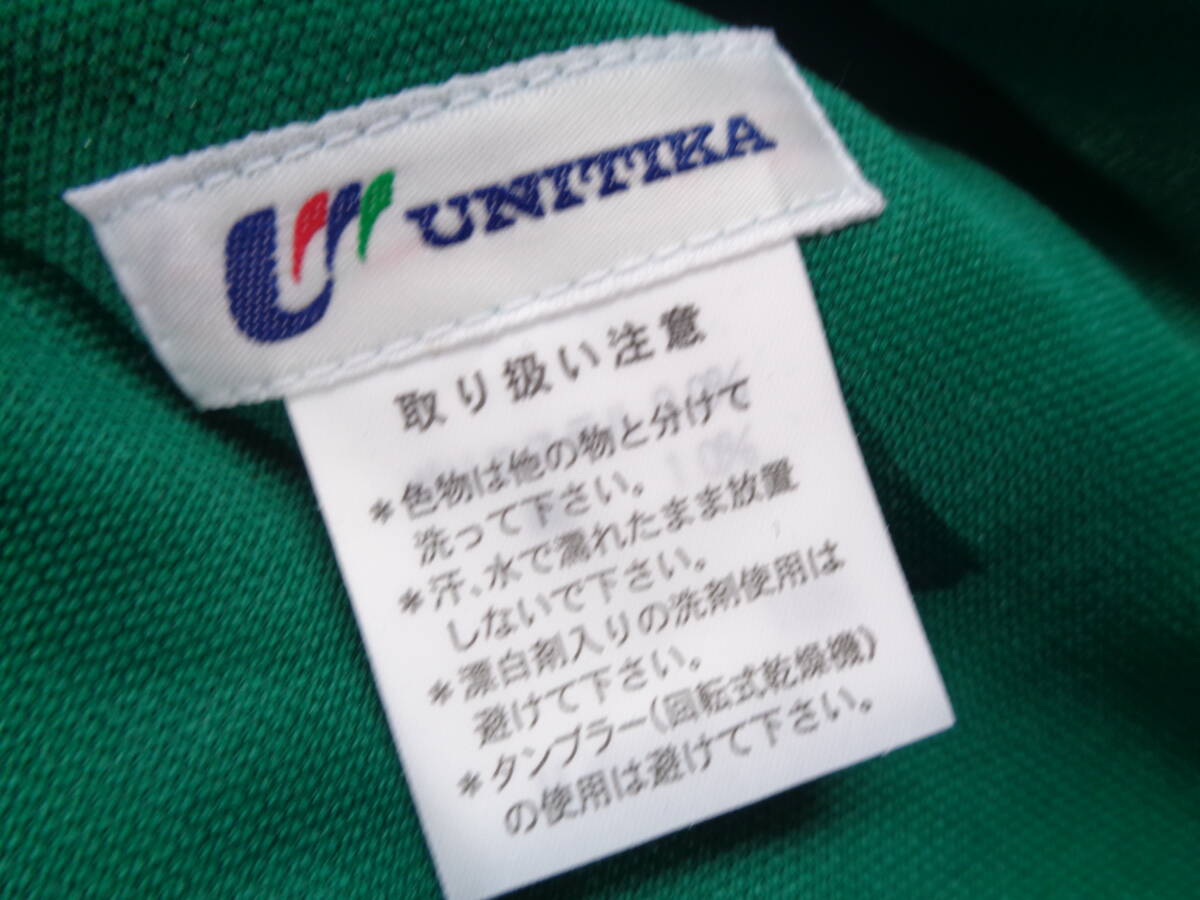 UNITIKA
取り扱い注意
*色物は他の物と分けて
洗って下さい。
*汗、水で濡れたまま放置
しないで下さい。
*漂白剤入りの洗剤使用は
避けて下さい。
*タンブラー(回転式乾燥機)
の使用は避けて下さい。